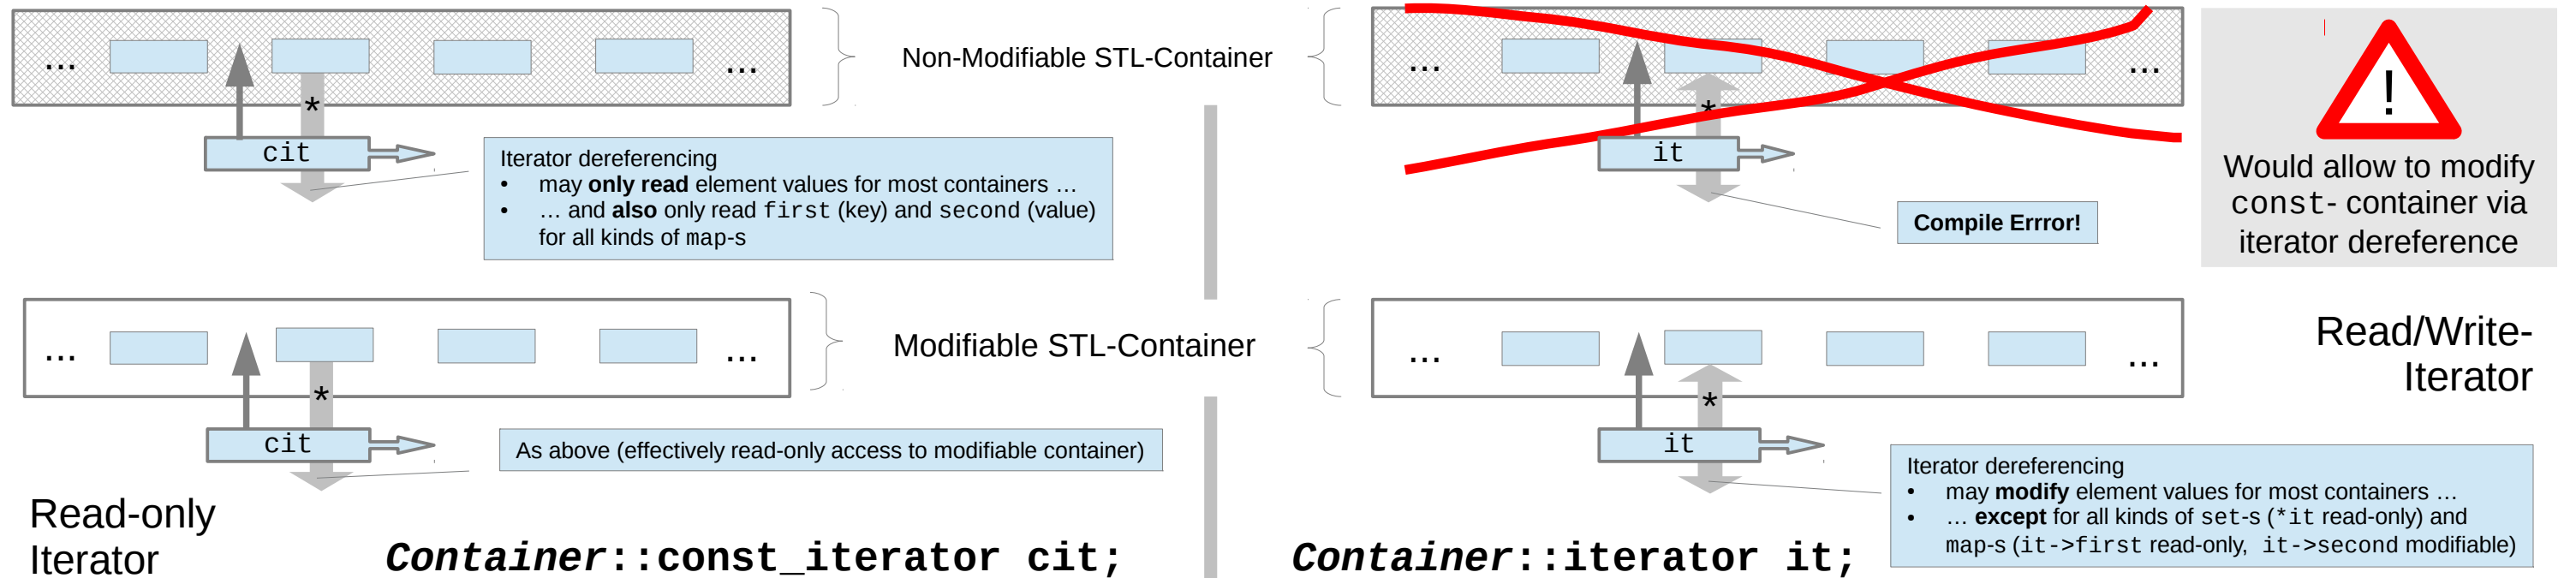 ... ...
*
cit
Iterator dereferencing
• may only read element values for most containers …
• … and also only read first (key) and second (value)
for all kinds of map-s
Non-Modifiable STL-Container
... ...
*
it
Compile Errror!
!
Would allow to modify
const- container via
iterator dereference
... ...
*
cit
As above (effectively read-only access to modifiable container)
Modifiable STL-Container
... ...
*
it
Read/Write-
Iterator
Iterator dereferencing
• may modify element values for most containers …
• … except for all kinds of set-s (*it read-only) and
map-s (it->first read-only, it->second modifiable)
Read-only
Iterator
Container::const_iterator cit;
Container::iterator it;